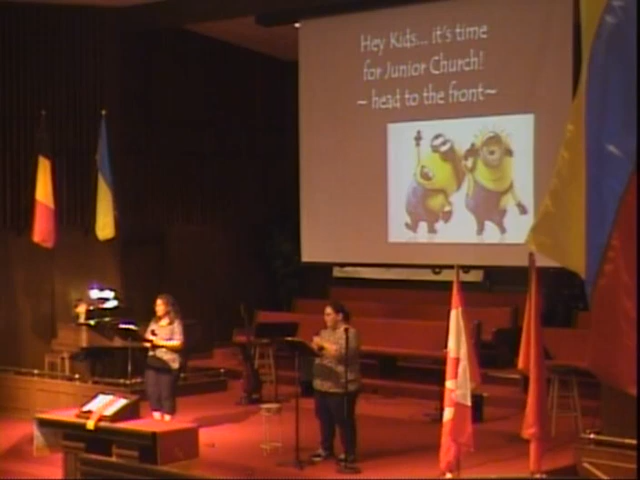 Hey Kids... it's time
for Junior Church!
~ head to the front~